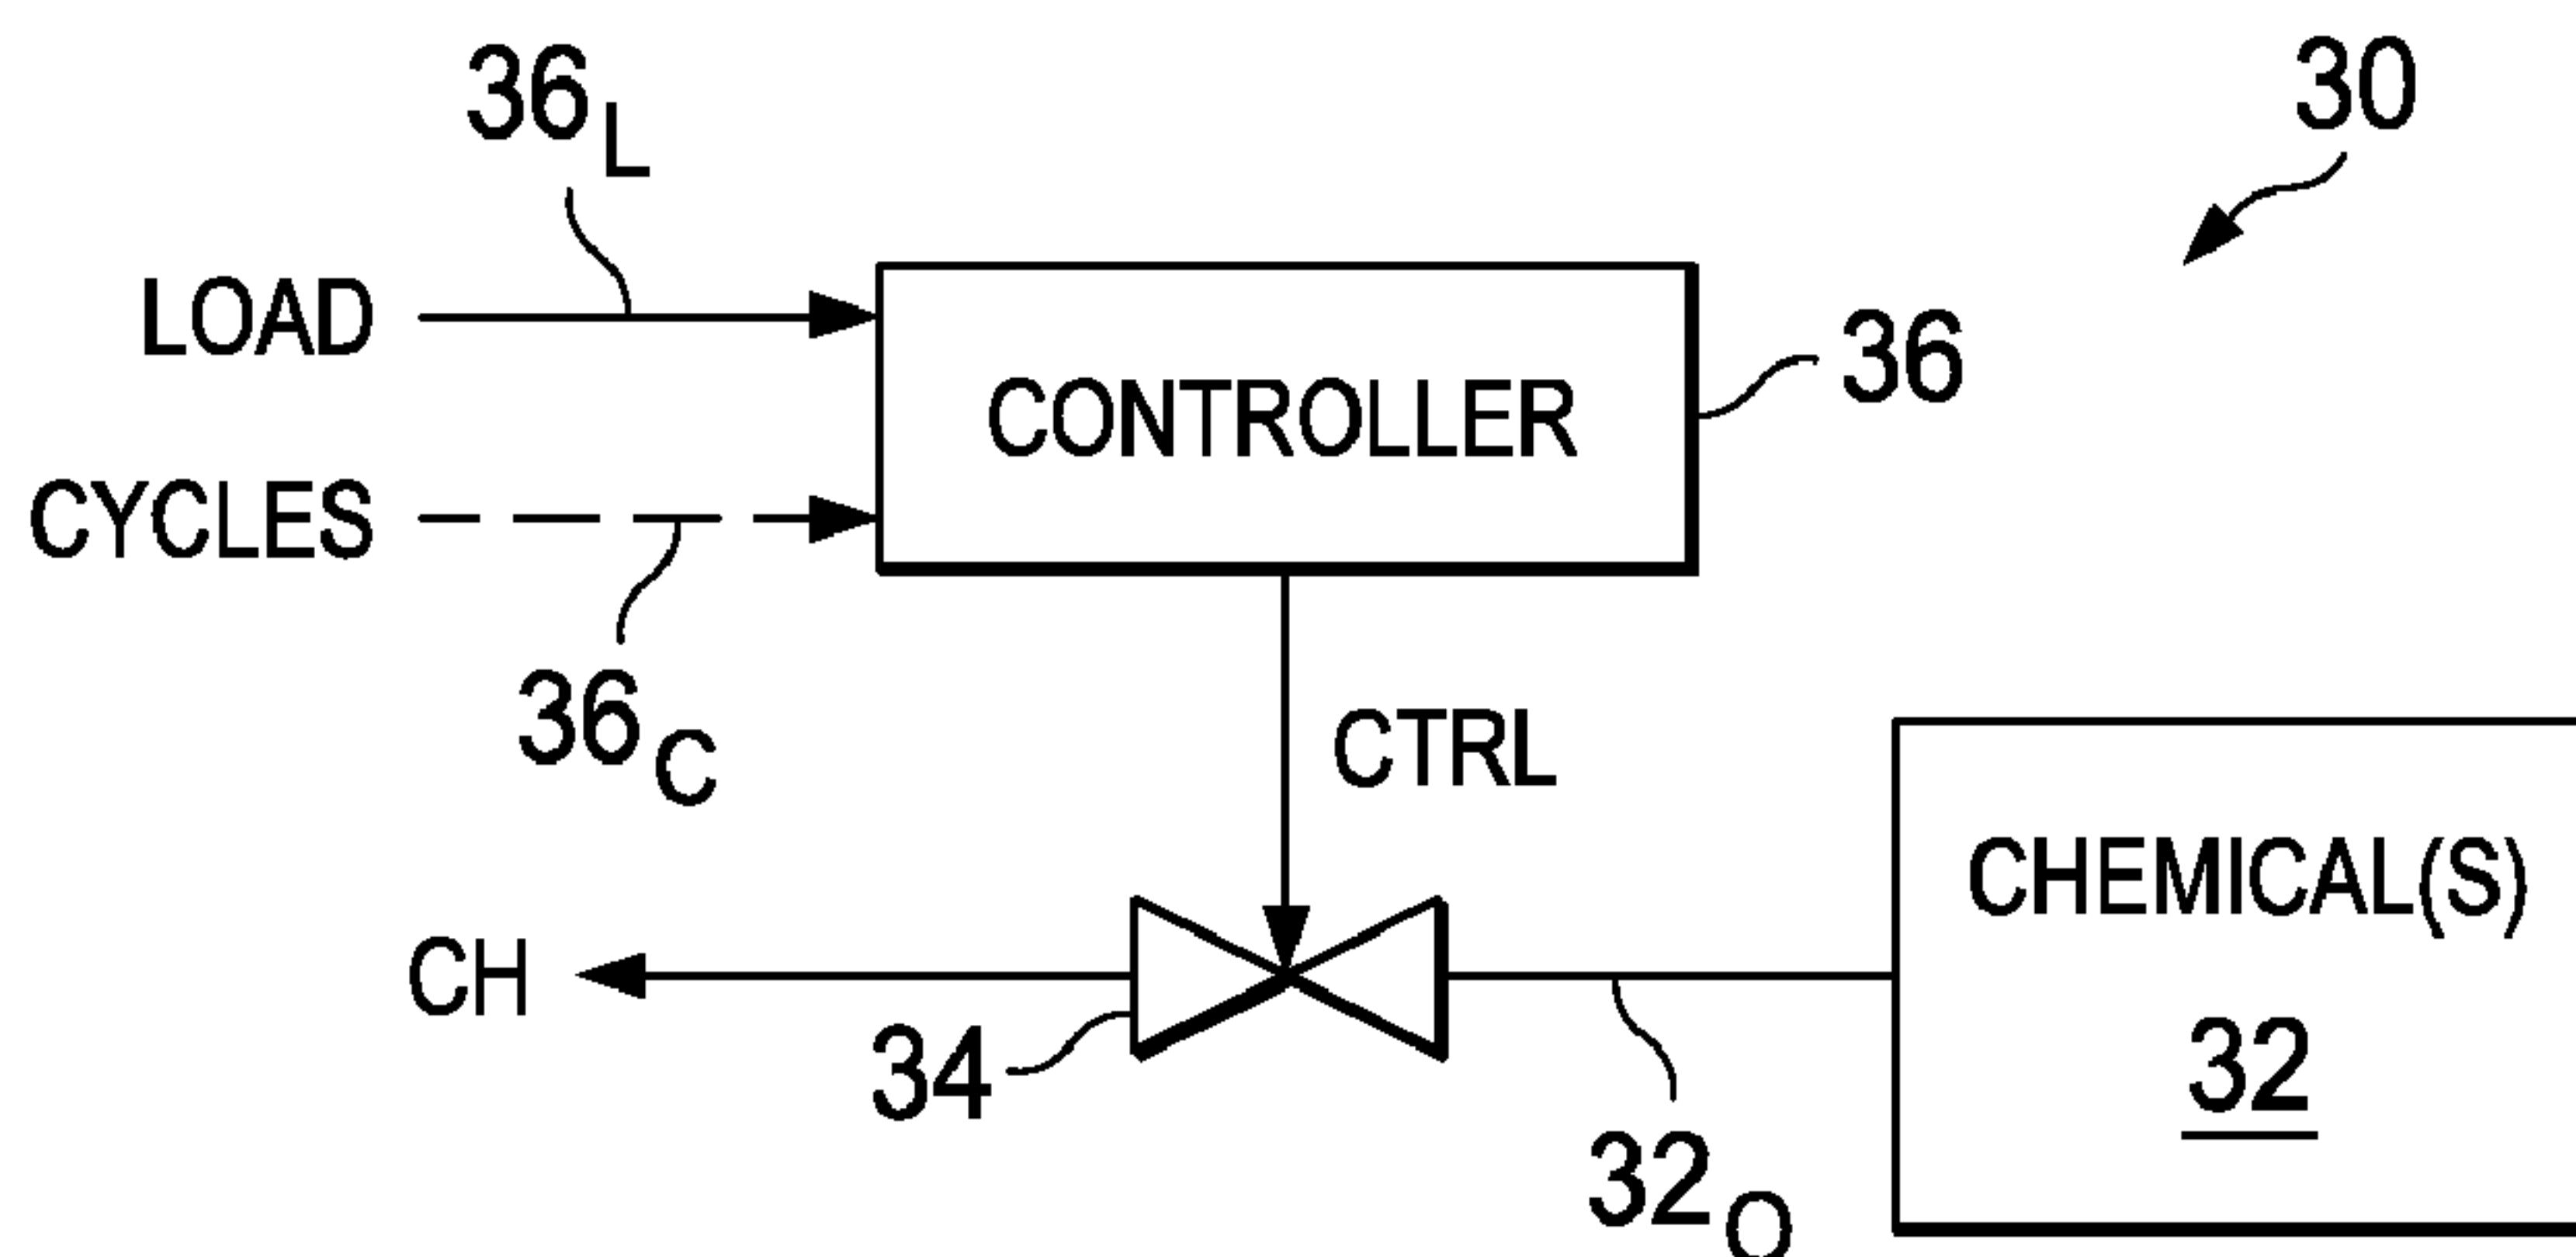 36L
30
LOAD
CONTROLLER
36
CYCLES
36C
CTRL
CHEMICAL(S)
CH
34
32
32O